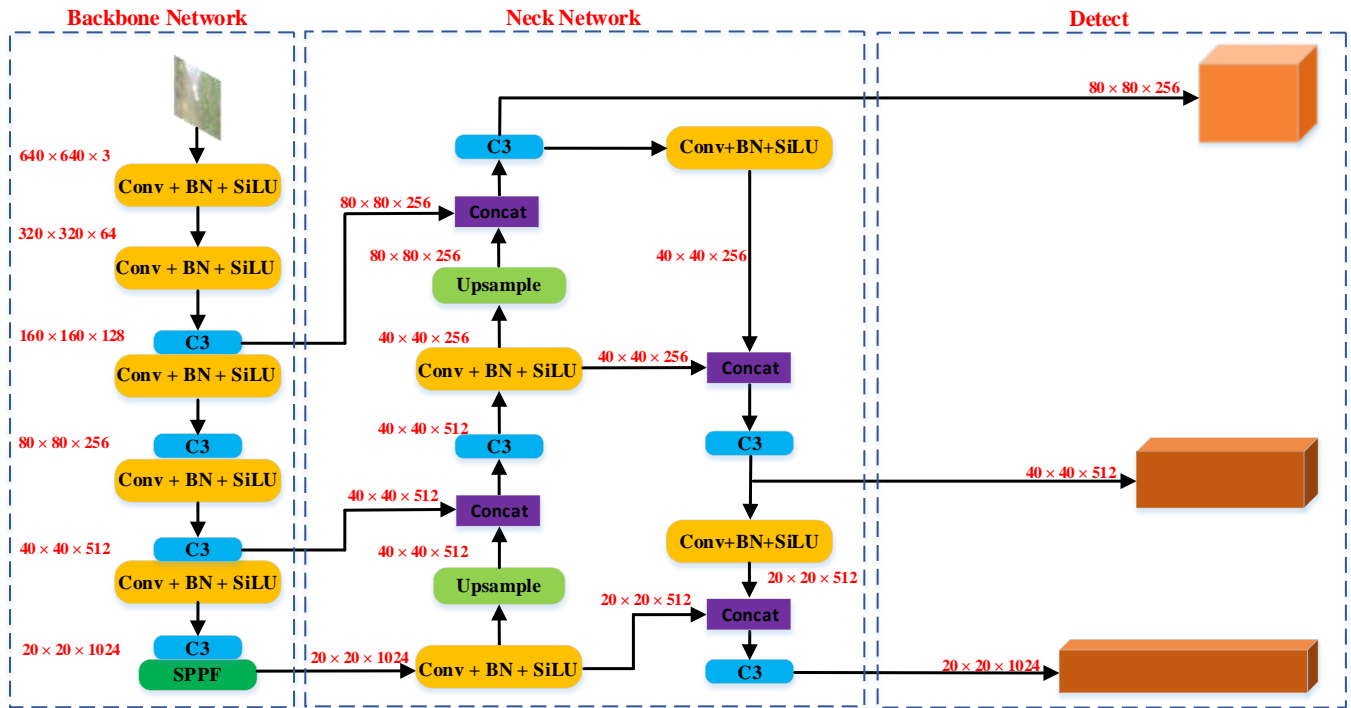 Backbone Network
640 × 640 × 3
Conv + BN + SiLU
320 × 320 × 64
Conv + BN + SiLU
160 × 160 × 128
C3
Conv + BN + SiLU
80 × 80 × 256
C3
Conv + BN + SiLU
40 × 40 × 512
C3
Conv + BN + SiLU
20 × 20 × 1024
C3
SPPF
Neck Network
C3
Conv+BN+SiLU
80 × 80 × 256
Concat
80 × 80 × 256
40 × 40 × 256
Upsample
40 × 40 × 256
40 × 40 × 256
Conv + BN + SiLU
Concat
40 × 40 × 512
C3
C3
40 × 40 × 512
Concat
Conv+BN+SiLU
40 × 40 × 512
Upsample
20 × 20 × 512
20 × 20 × 512
Concat
20 × 20 × 1024
Conv + BN + SiLU
C3
Detect
80 × 80 × 256
40 × 40 × 512
20 × 20 × 1024